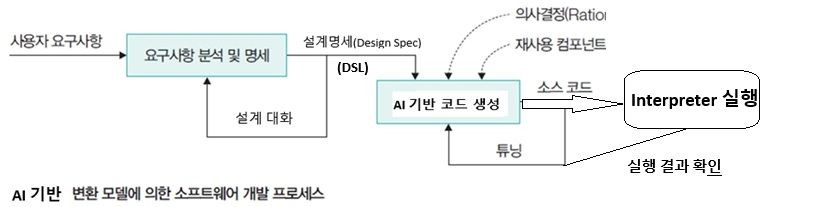 의사결정(Ratior
사용자 요구사항
설계명세(Design Spec)
재사용 컴포넌트
요구사항 분석 및 명세
(DSL)
소스 코드
AI 기반 코드 생성
Interpreter 실행
설계 대화
튜닝
실행 결과 확인
AI 기반 변환 모델에 의한 소프트웨어 개발 프로세스